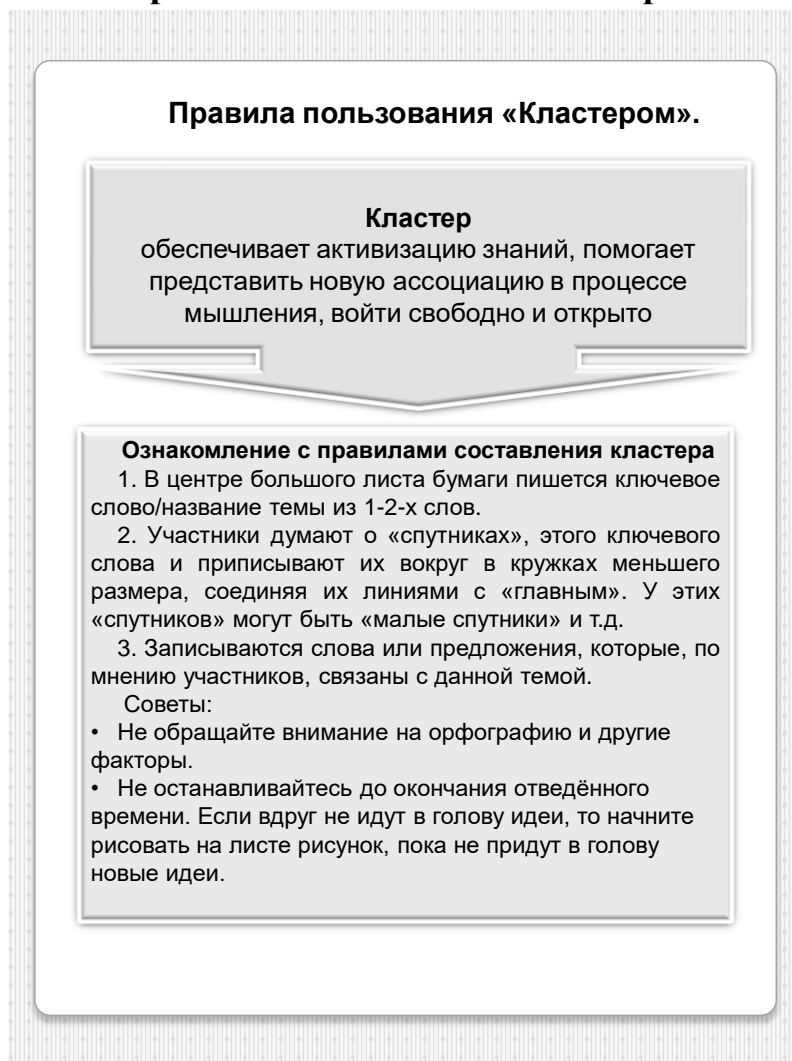 Правила пользования «Кластером».
Кластер
обеспечивает активизацию знаний, помогает
представить новую ассоциацию в процессе
мышления, войти свободно и открыто
Ознакомление с правилами составления кластера
1. В центре большого листа бумаги пишется ключевое
слово/название темы из 1-2-х слов.
2. Участники думают о «спутниках», этого ключевого
слова и приписывают их вокруг в кружках меньшего
размера, соединяя их линиями с «главным». У этих
«спутников» могут быть «малые спутники» и т.д.
3. Записываются слова или предложения, которые, по
мнению участников, связаны с данной темой.
Советы:
• Не обращайте внимание на орфографию и другие
факторы.
• Не останавливайтесь до окончания отведённого
времени. Если вдруг не идут в голову идеи, то начните
рисовать на листе рисунок, пока не придут в голову
новые идеи.